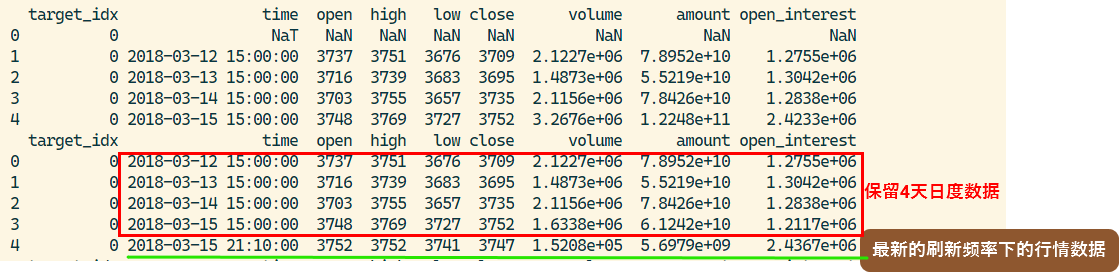 target_idx time open high low close volume amount open_interest
0 0 NaT NaN NaN NaN NaN NaN NaN NaN
1 0 2018-03-12 15:00:00 3737 3751 3676 3709 2.1227e+06 7.8952e+10 1.2755e+06
2 0 2018-03-13 15:00:00 3716 3739 3683 3695 1.4873e+06 5.5219e+10 1.3042e+06
3 0 2018-03-14 15:00:00 3703 3755 3657 3735 2.1156e+06 7.8426e+10 1.2838e+06
4 0 2018-03-15 15:00:00 3748 3769 3727 3752 3.2676e+06 1.2248e+11 2.4233e+06
target_idx time open high low close volume amount open_interest
0 0 2018-03-12 15:00:00 3737 3751 3676 3709 2.1227e+06 7.8952e+10 1.2755e+06
1 0 2018-03-13 15:00:00 3716 3739 3683 3695 1.4873e+06 5.5219e+10 1.3042e+06
保留4天日度数据
2 0 2018-03-14 15:00:00 3703 3755 3657 3735 2.1156e+06 7.8426e+10 1.2838e+06
3 0 2018-03-15 15:00:00 3748 3769 3727 3752 1.6338e+06 6.1242e+10 1.2117e+06
4 0 2018-03-15 21:10:00 3752 3752 3741 3747 1.5208e+05 5.6979e+09 2.4367e+06
最新的刷新频率下的行情数据